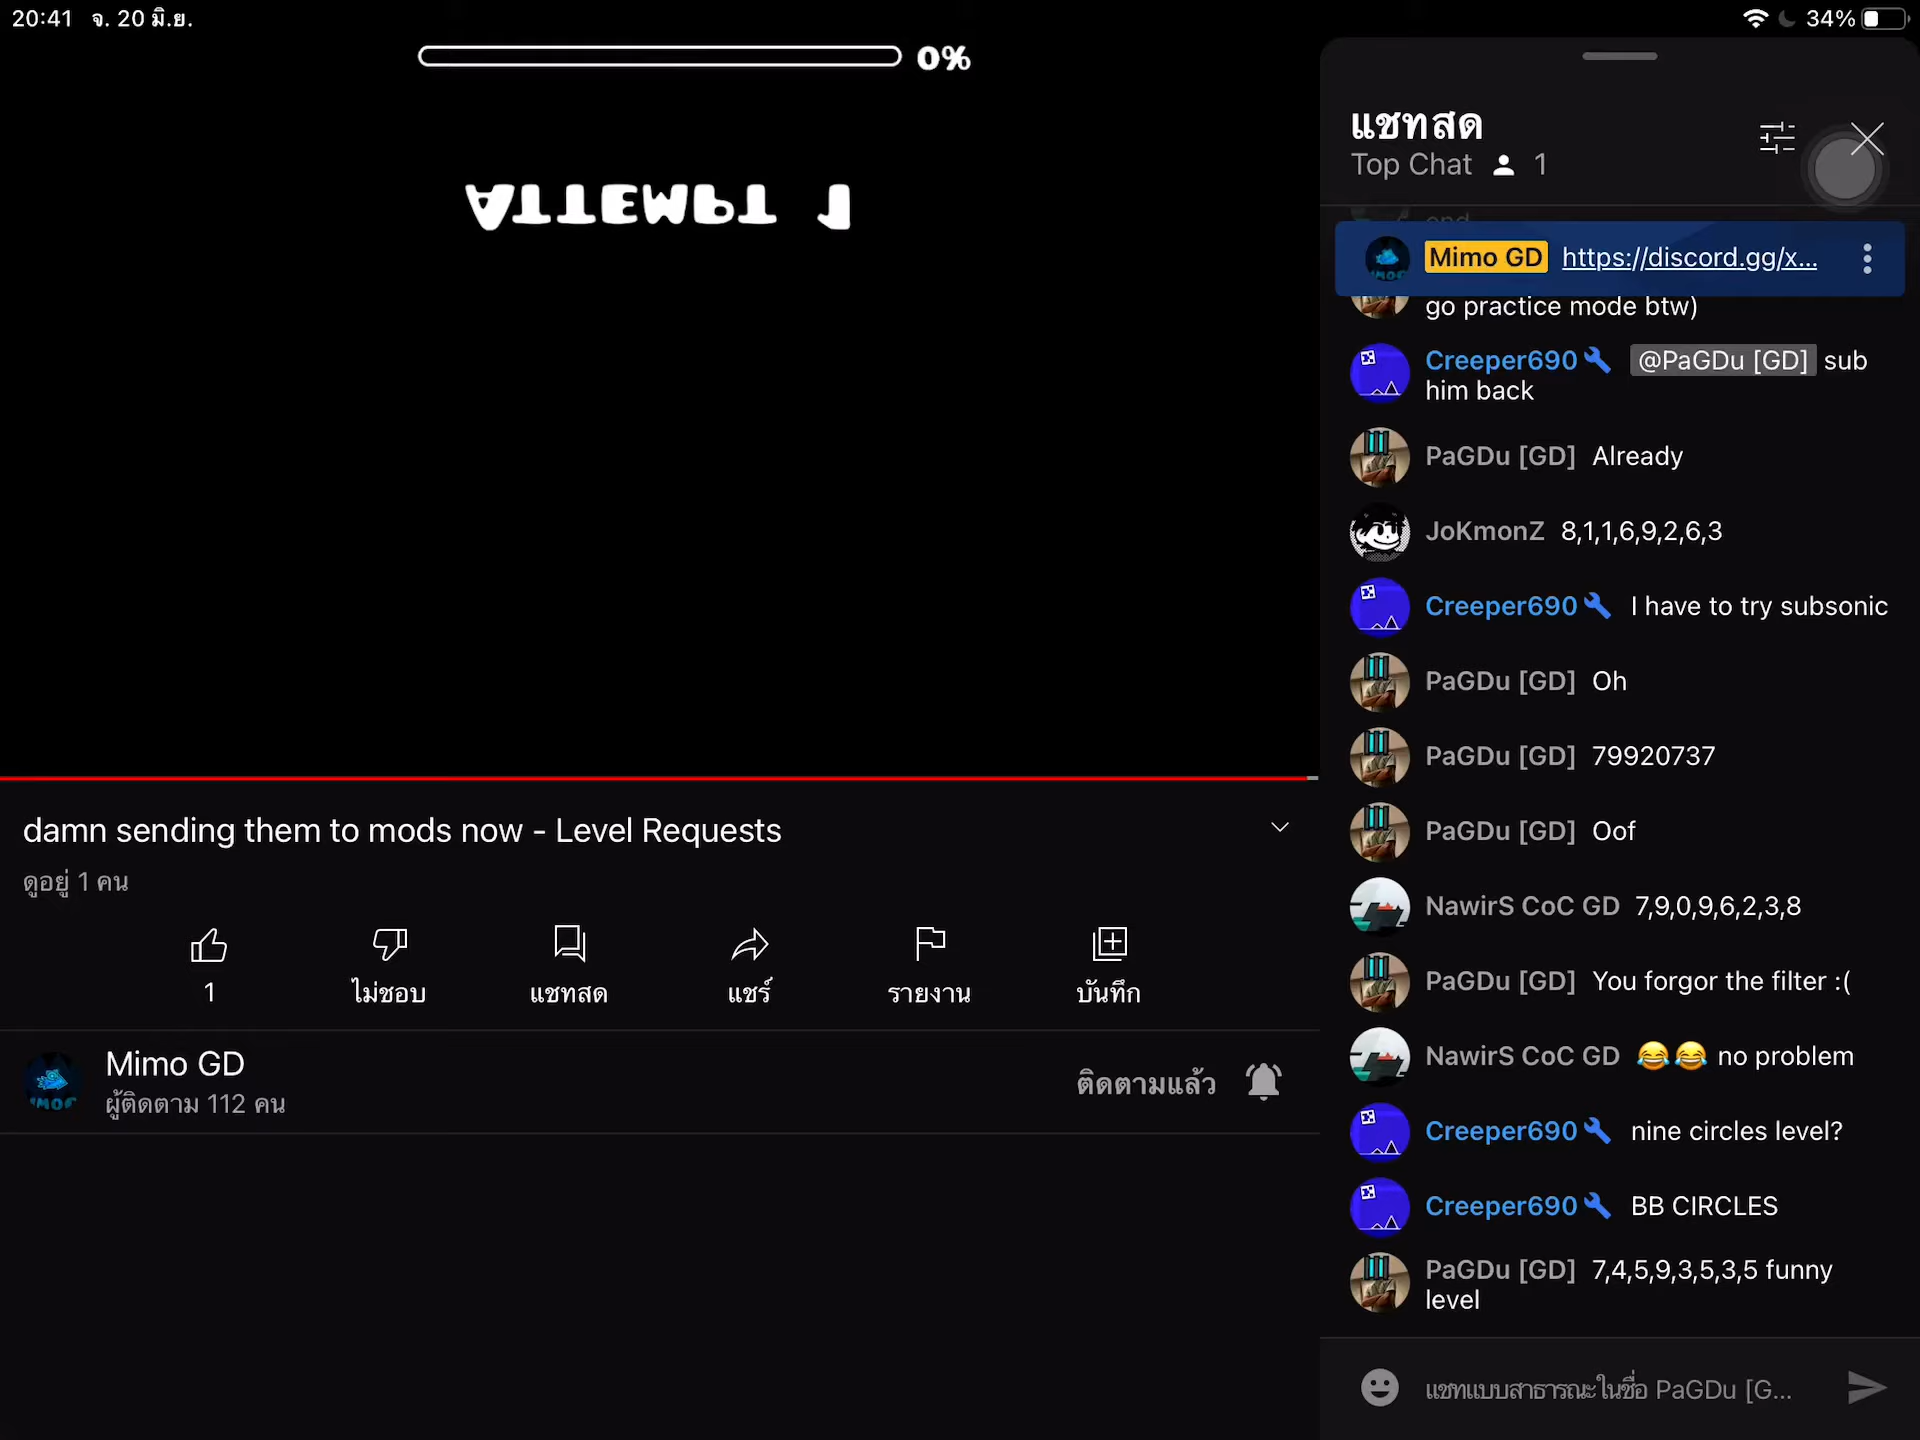 20:41 จ. 20 มิ.ย.
34%
0%
ATTEMPT 1
damn sending them to mods now - Level Requests
ดูอยู่ 1 คน
1
ไม่ชอบ
แชทสด
แชร์
รายงาน
บันทึก
Mimo GD
ผู้ติดตาม 112 คน
ติดตามแล้ว
แชทสด
Top Chat 1
Mimo GD https://discord.gg/x...
go practice mode btw)
Creeper690 @PaGDu [GD] sub
him back
PaGDu [GD] Already
JoKmonZ 8,1,1,6,9,2,6,3
Creeper690 I have to try subsonic
PaGDu [GD] Oh
PaGDu [GD] 79920737
PaGDu [GD] Oof
NawirS CoC GD 7,9,0,9,6,2,3,8
PaGDu [GD] You forgor the filter :(
NawirS CoC GD 😂😂 no problem
Creeper690 nine circles level?
Creeper690 BB CIRCLES
PaGDu [GD] 7,4,5,9,3,5,3,5 funny
level
แชทแบบสาธารณะในชื่อ PaGDu [G...